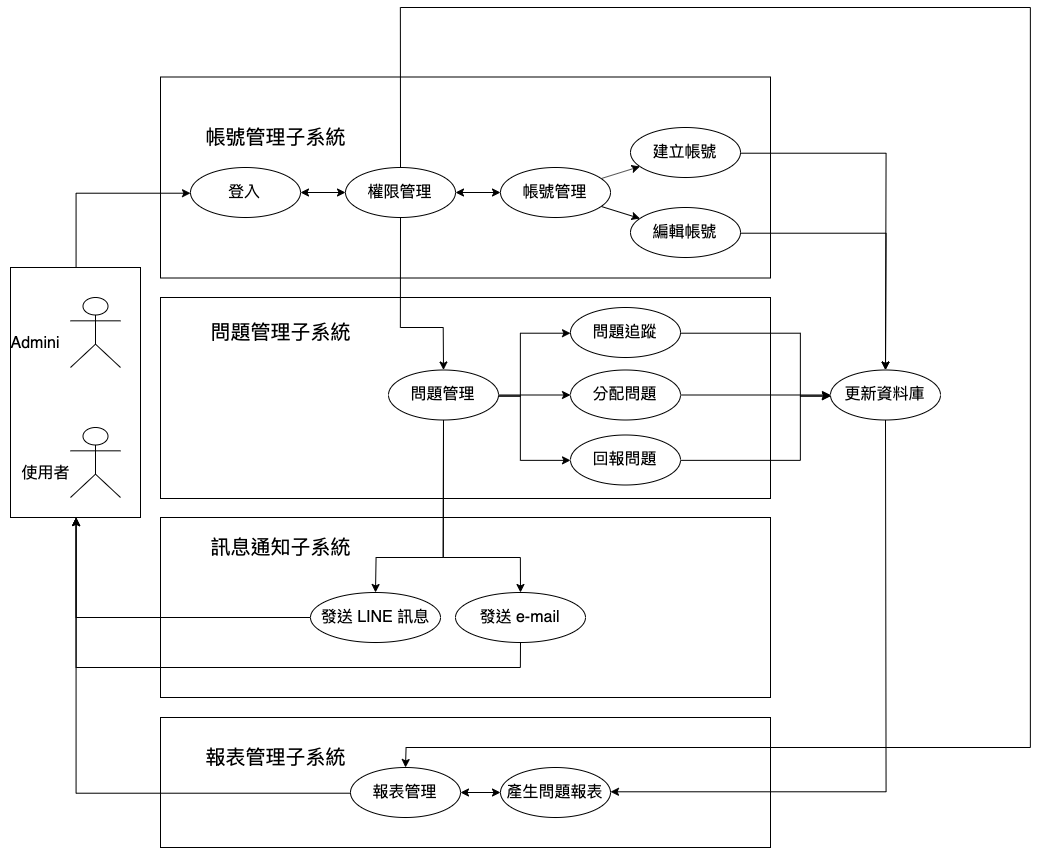 帳號管理子系統
登入
權限管理
帳號管理
建立帳號
編輯帳號
Admini
使用者
問題管理子系統
問題管理
問題追蹤
分配問題
回報問題
更新資料庫
訊息通知子系統
發送 LINE 訊息
發送 e-mail
報表管理子系統
報表管理
產生問題報表